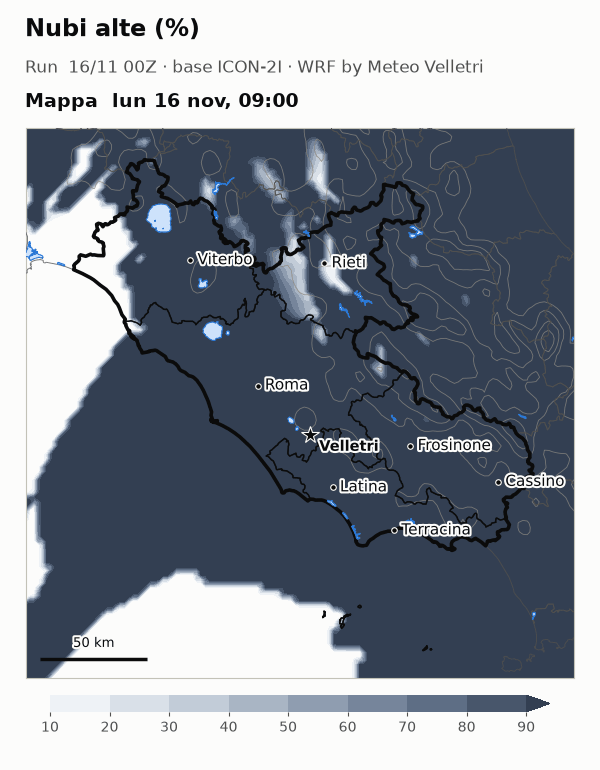 Nubi alte (%)
Run 16/11 00Z · base ICON-2I · WRF by Meteo Velletri
Mappa lun 16 nov, 09:00
Viterbo
Rieti
Roma
Velletri
Frosinone
Cassino
Latina
Terracina
50 km
10 20 30 40 50 60 70 80 90